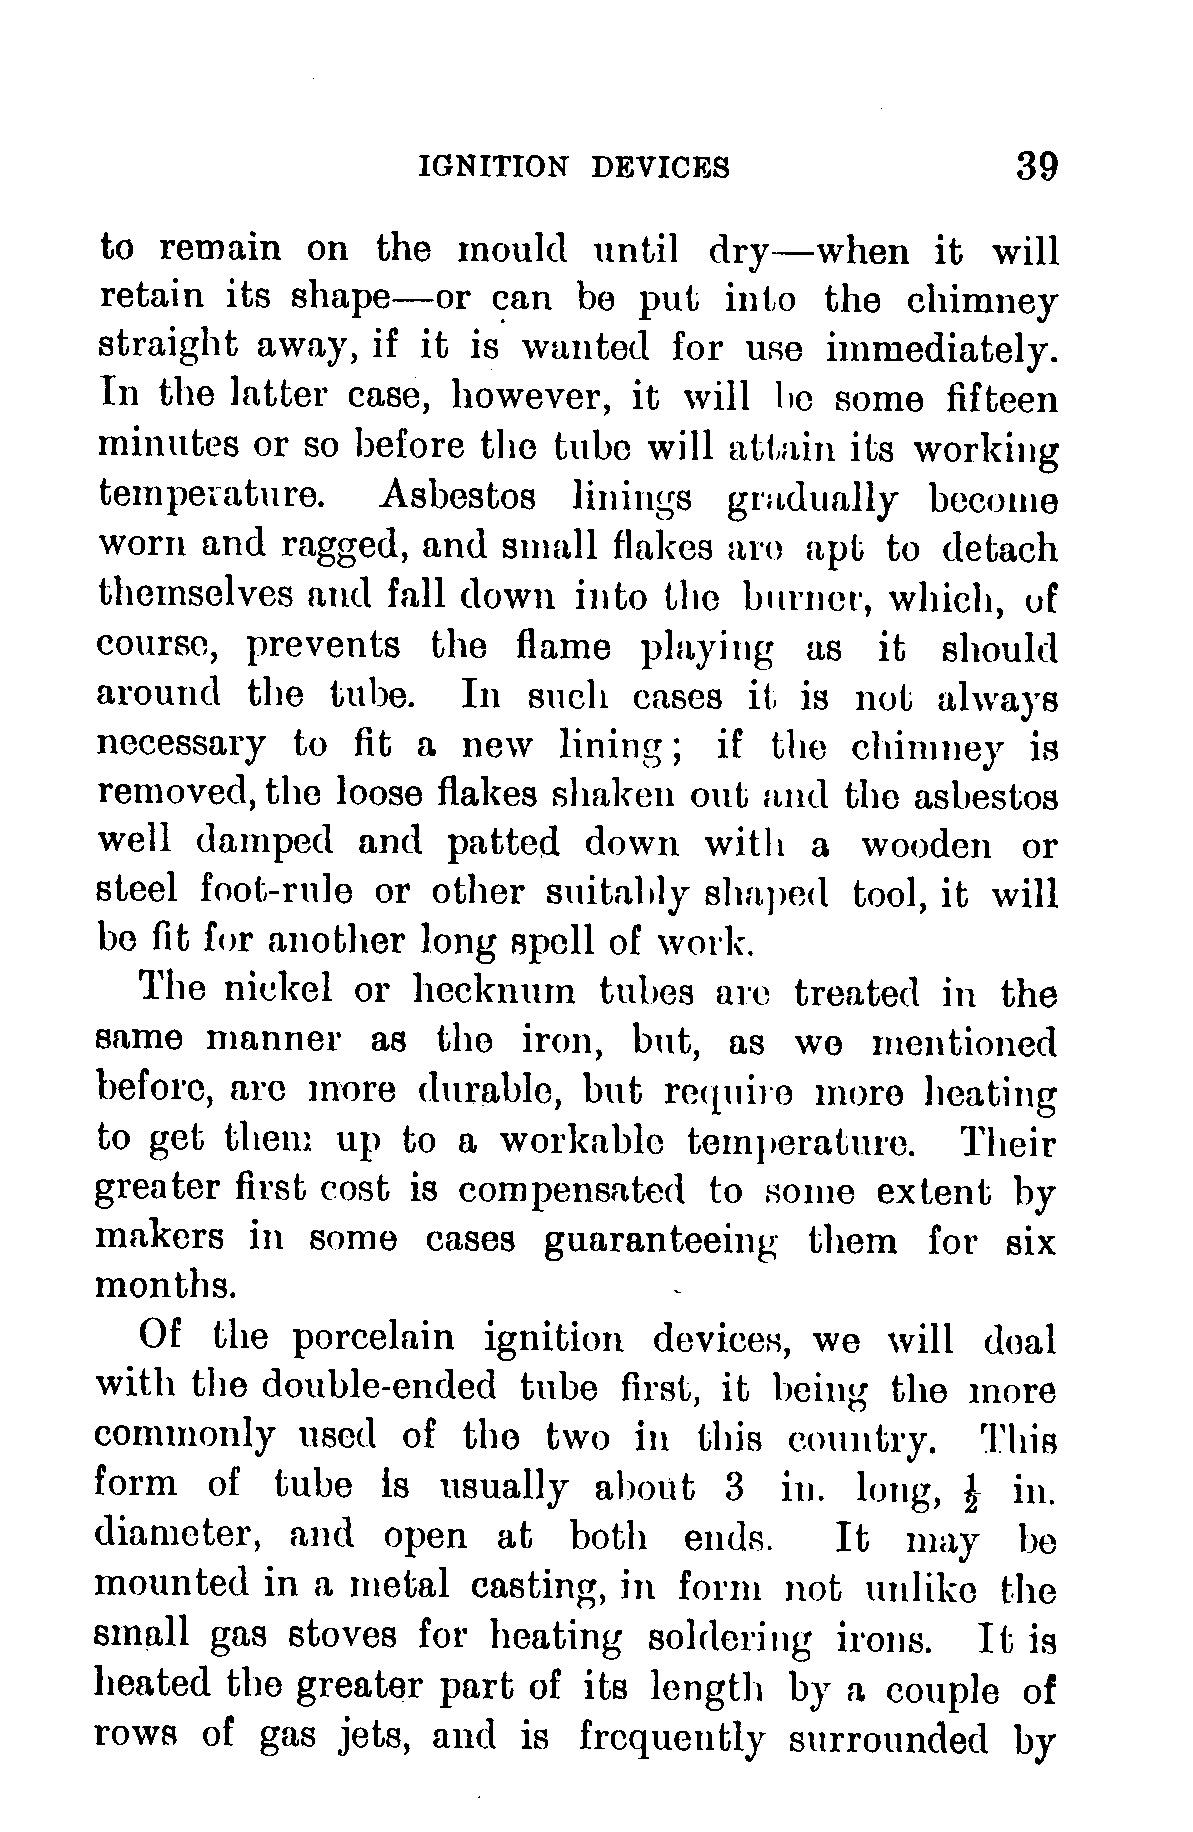 IGNITION DEVICES 39
to remain on the mould until dry—when it will
retain its shape—or can be put into the chimney
straight away, if it is wanted for use immediately.
In the latter case, however, it will be some fifteen
minutes or so before the tube will attain its working
temperature. Asbestos linings gradually become
worn and ragged, and small flakes are apt to detach
themselves and fall down into the burner, which, of
course, prevents the flame playing as it should
around the tube. In such cases it is not always
necessary to fit a new lining; if the chimney is
removed, the loose flakes shaken out and the asbestos
well damped and patted down with a wooden or
steel foot-rule or other suitably shaped tool, it will
be fit for another long spell of work.
The nickel or hecknum tubes are treated in the
same manner as the iron, but, as we mentioned
before, are more durable, but require more heating
to get them up to a workable temperature. Their
greater first cost is compensated to some extent by
makers in some cases guaranteeing them for six
months.
Of the porcelain ignition devices, we will deal
with the double-ended tube first, it being the more
commonly used of the two in this country. This
form of tube is usually about 3 in. long, ½ in.
diameter, and open at both ends. It may be
mounted in a metal casting, in form not unlike the
small gas stoves for heating soldering irons. It is
heated the greater part of its length by a couple of
rows of gas jets, and is frequently surrounded by